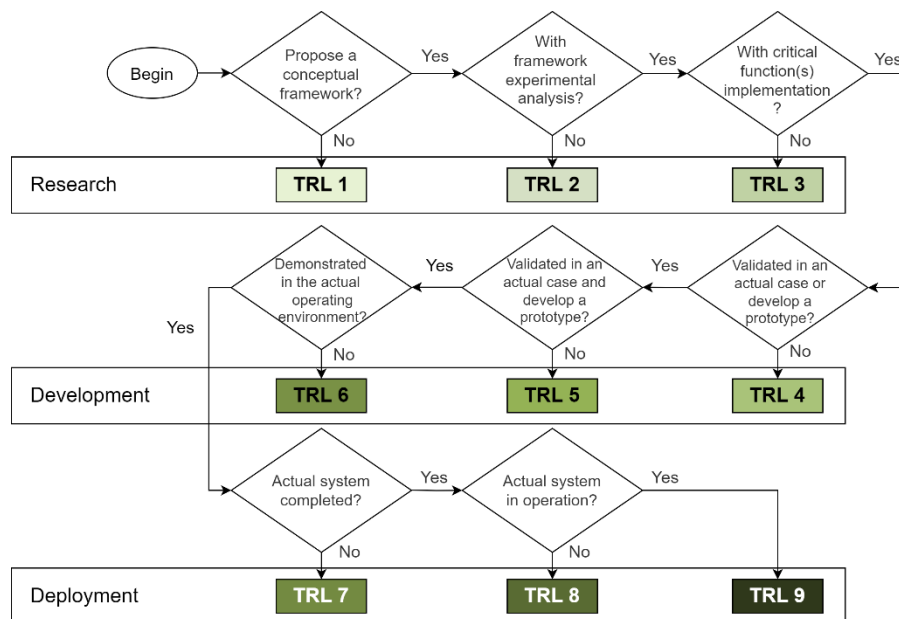 Begin
Propose a
conceptual
framework?
Yes
With
framework
experimental
analysis?
Yes
With critical
function(s)
implementation
?
Yes
No
No
No
Research
TRL 1
TRL 2
TRL 3
Demonstrated
in the actual
operating
environment?
Yes
Validated in an
actual case and
develop a
prototype?
Yes
Validated in an
actual case or
develop a
prototype?
Yes
No
No
No
Development
TRL 6
TRL 5
TRL 4
Actual system
completed?
Yes
Actual system
in operation?
Yes
No
No
Deployment
TRL 7
TRL 8
TRL 9